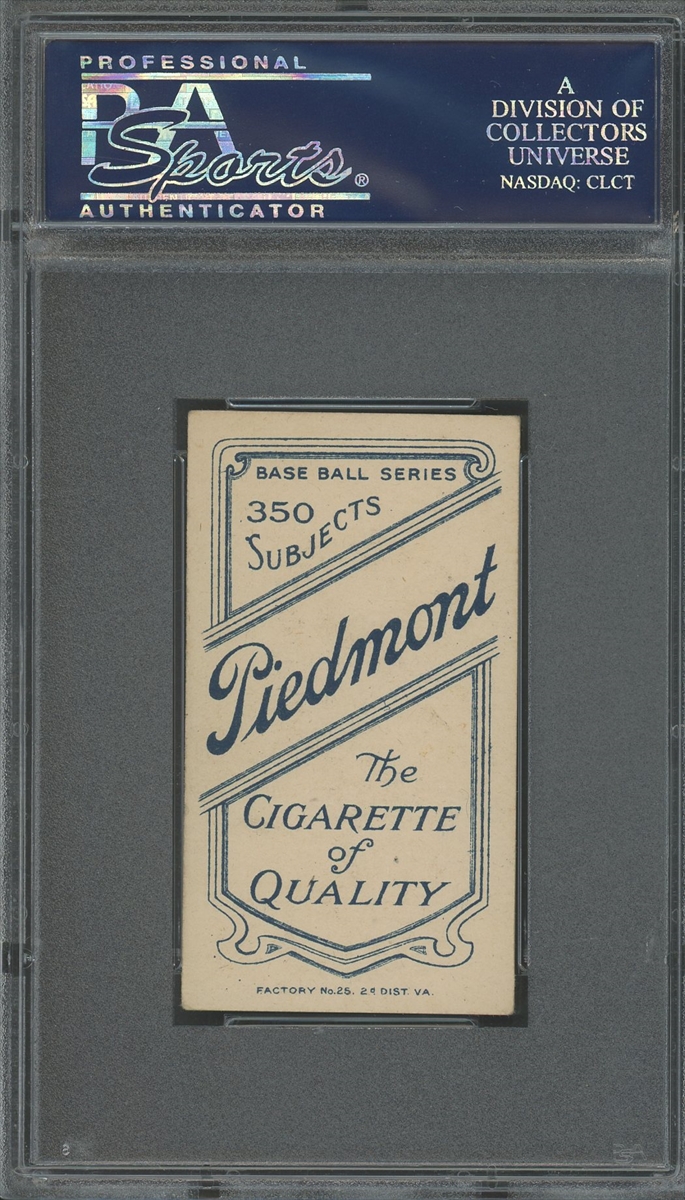 PROFESSIONAL
PSA
Sports®
AUTHENTICATOR
A
DIVISION OF
COLLECTORS
UNIVERSE
NASDAQ: CLCT
BASE BALL SERIES
350
SUBJECTS
Piedmont
The
CIGARETTE
of
QUALITY
FACTORY No. 25. 2d DIST. VA.